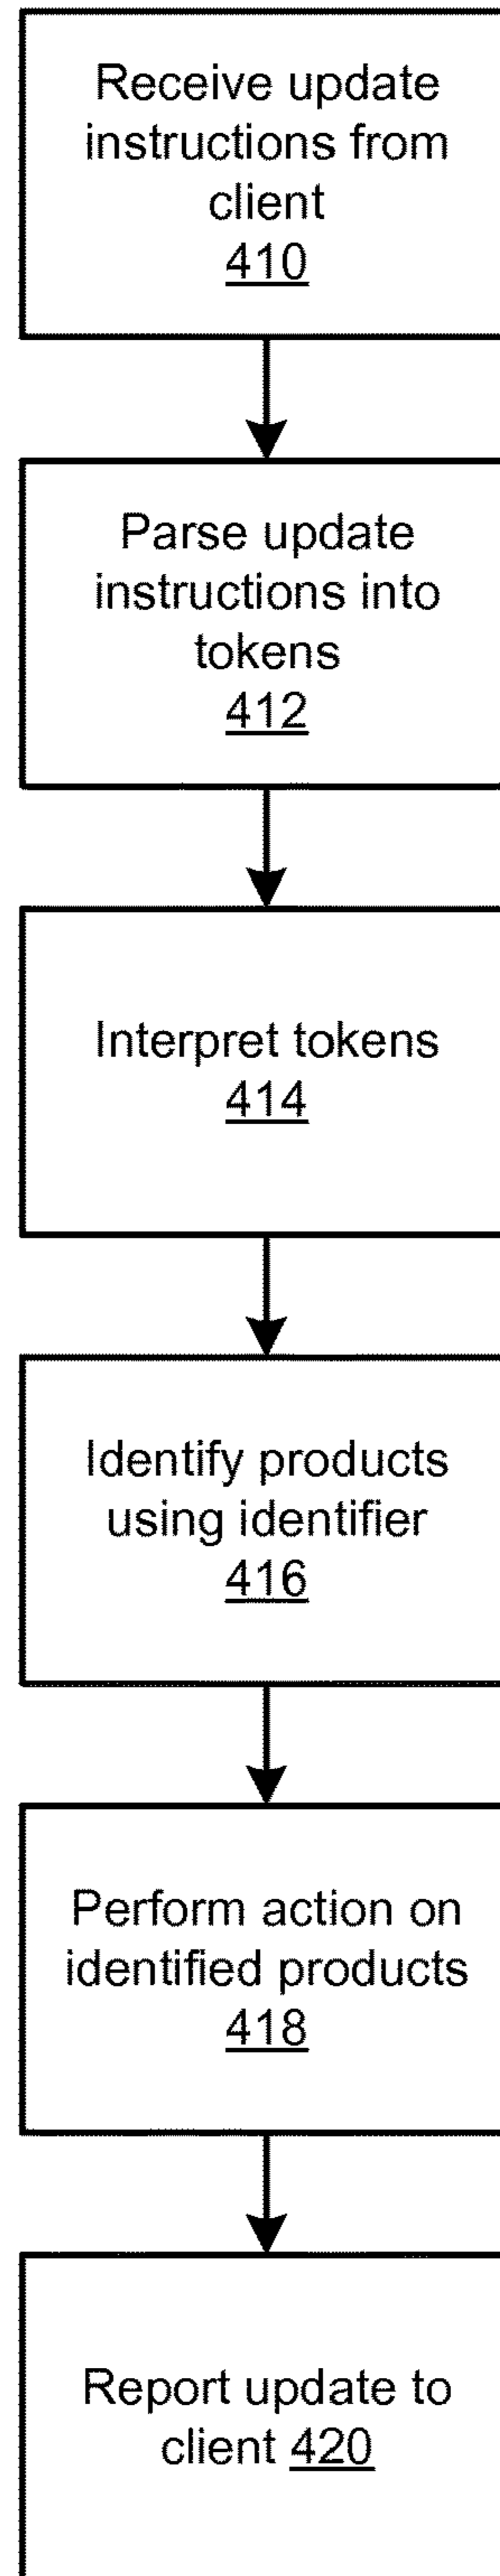 Receive update
instructions from
client
410
Parse update
instructions into
tokens
412
Interpret tokens
414
Identify products
using identifier
416
Perform action on
identified products
418
Report update to
client 420